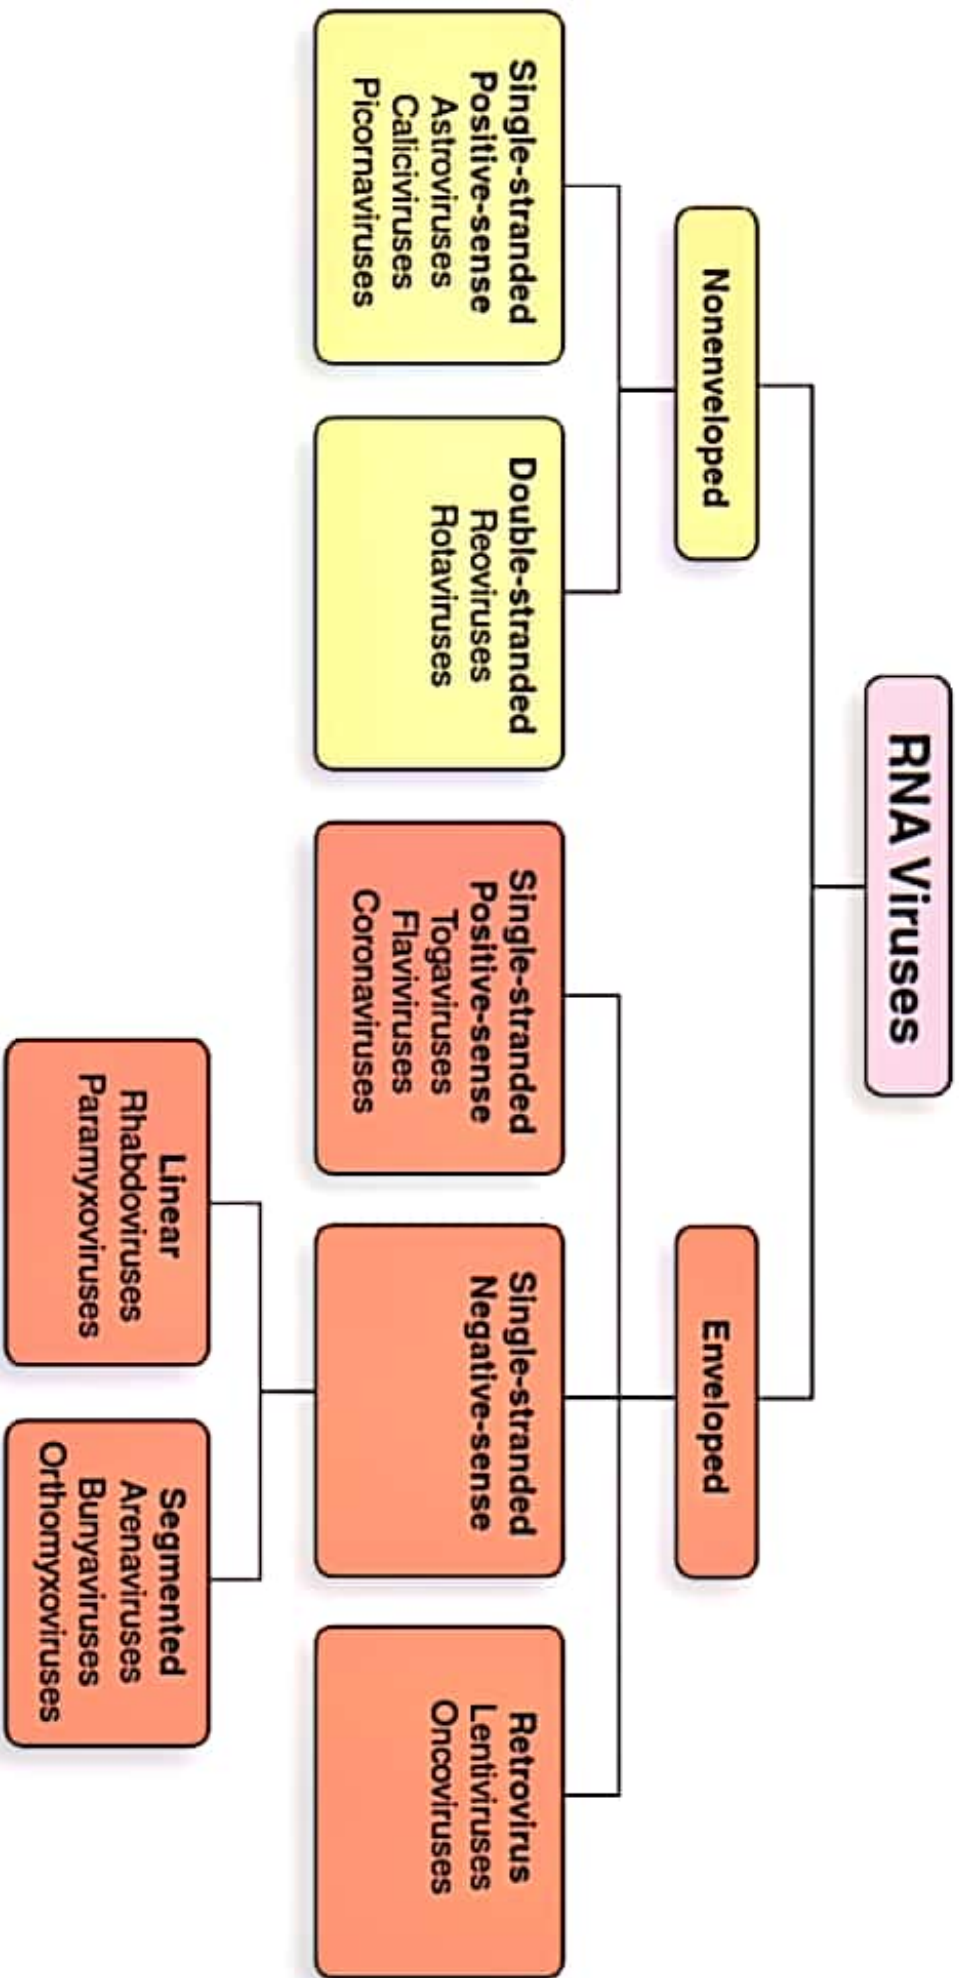 RNA Viruses
Nonenveloped
Enveloped
Single-stranded
Positive-sense
Astroviruses
Caliciviruses
Picornaviruses
Double-stranded
Reoviruses
Rotaviruses
Single-stranded
Positive-sense
Togaviruses
Flaviviruses
Coronaviruses
Single-stranded
Negative-sense
Retrovirus
Lentiviruses
Oncoviruses
Linear
Rhabdoviruses
Paramyxoviruses
Segmented
Arenaviruses
Bunyaviruses
Orthomyxoviruses